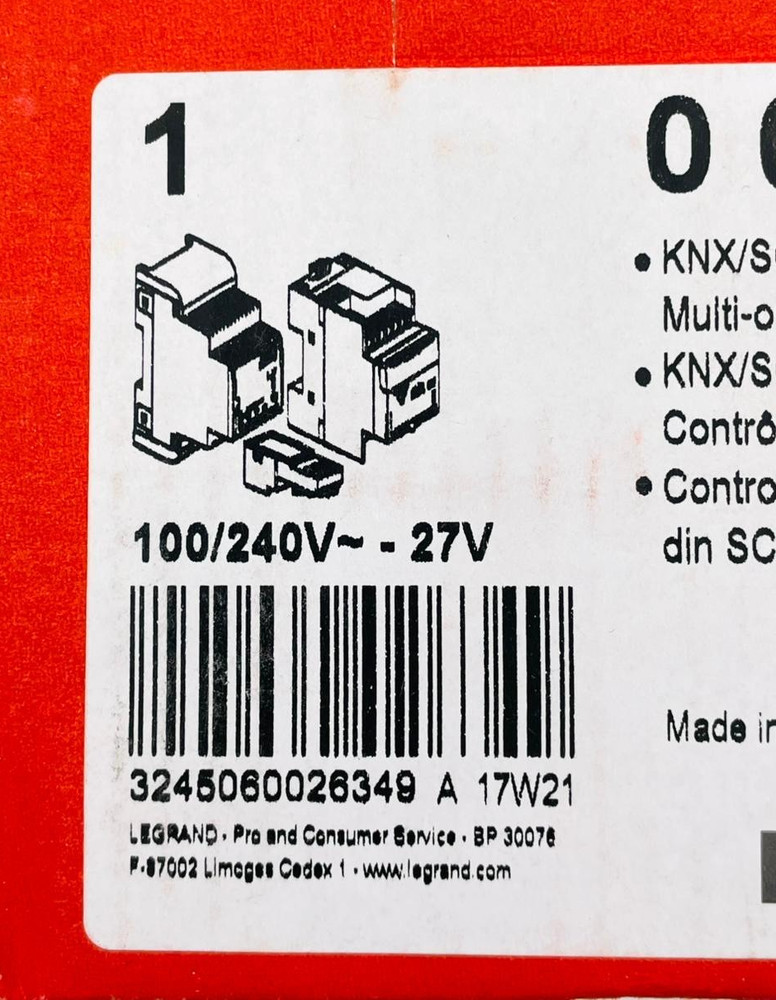 1
0 0
• KNX/S
Multi-o
• KNX/S
Contrô
• Contro
din SC
100/240V~ - 27V
3245060026349 A 17W21
Made in
LEGRAND - Pro and Consumer Service - BP 30076
F-87002 Limoges Cedex 1 - www.legrand.com